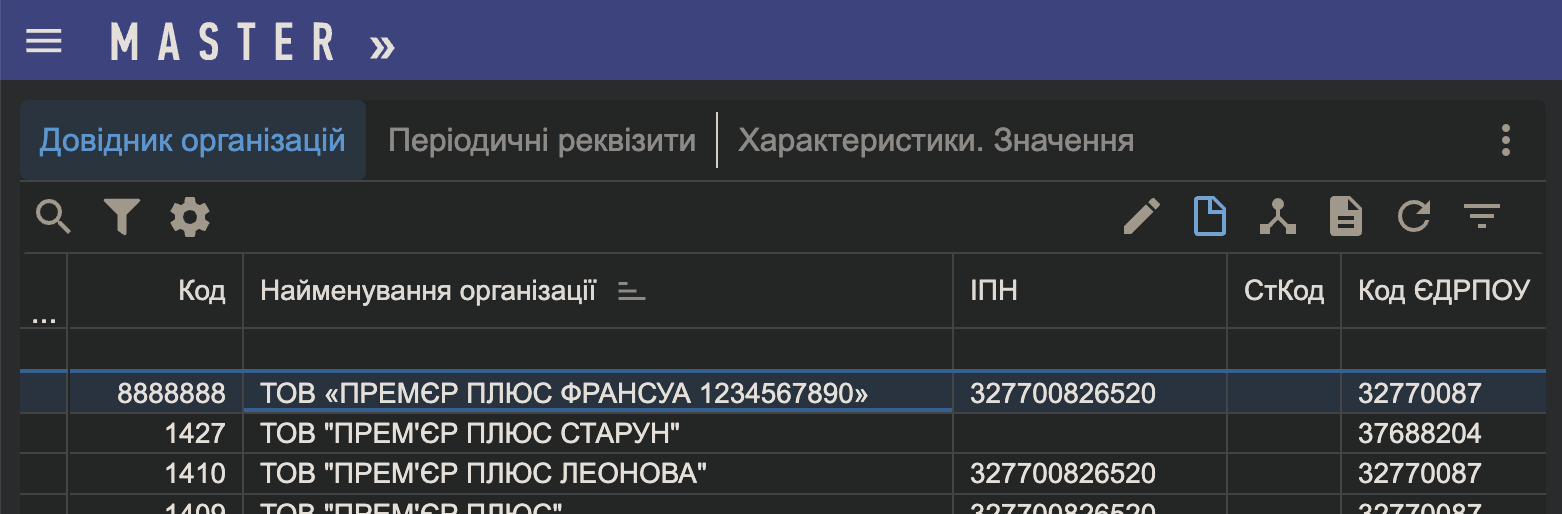 MASTER »
Довідник організацій Періодичні реквізити Характеристики. Значення
... Код Найменування організації ІПН СтКод Код ЄДРПОУ
8888888 ТОВ «ПРЕМЄР ПЛЮС ФРАНСУА 1234567890» 327700826520 32770087
1427 ТОВ "ПРЕМ'ЄР ПЛЮС СТАРУН" 37688204
1410 ТОВ "ПРЕМ'ЄР ПЛЮС ЛЕОНОВА" 327700826520 32770087
1409 ТОВ "ПРЕМ'ЄР ПЛЮС" 327700826520 32770087